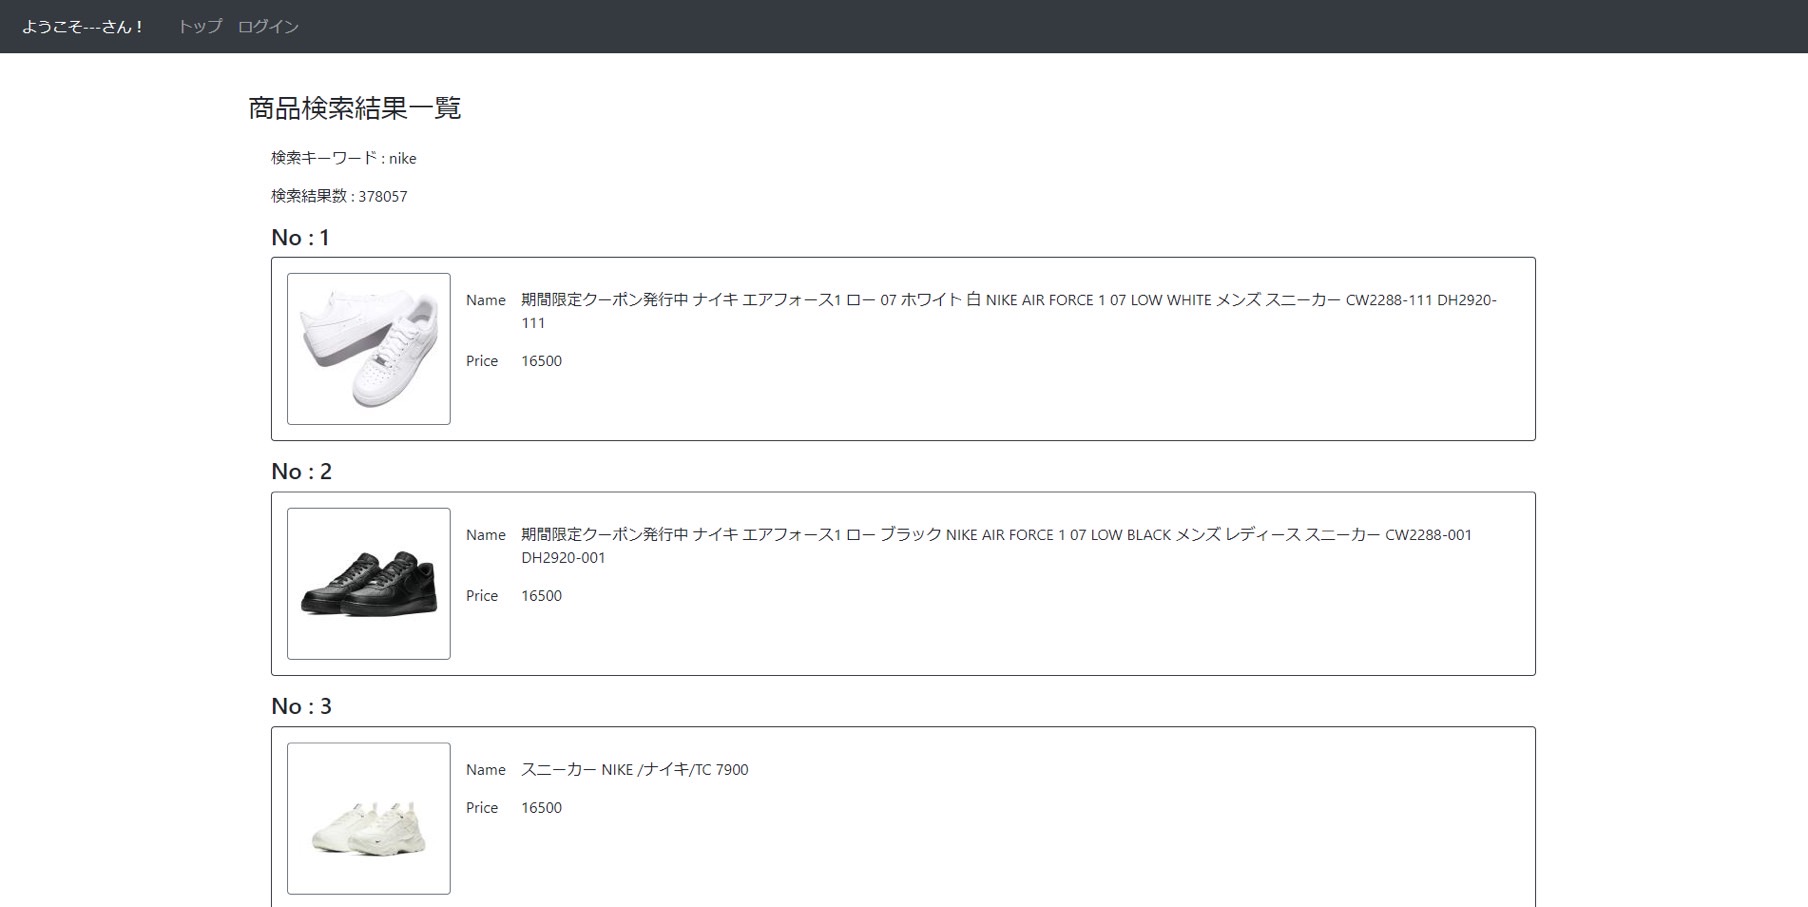 ようこそ---さん！ トップ ログイン
商品検索結果一覧
検索キーワード : nike
検索結果数 : 378057
No : 1
Name 期間限定クーポン発行中 ナイキ エアフォース1 ロー 07 ホワイト 白 NIKE AIR FORCE 1 07 LOW WHITE メンズ スニーカー CW2288-111 DH2920-
111
Price 16500
No : 2
Name 期間限定クーポン発行中 ナイキ エアフォース1 ロー ブラック NIKE AIR FORCE 1 07 LOW BLACK メンズ レディース スニーカー CW2288-001
DH2920-001
Price 16500
No : 3
Name スニーカー NIKE /ナイキ/TC 7900
Price 16500